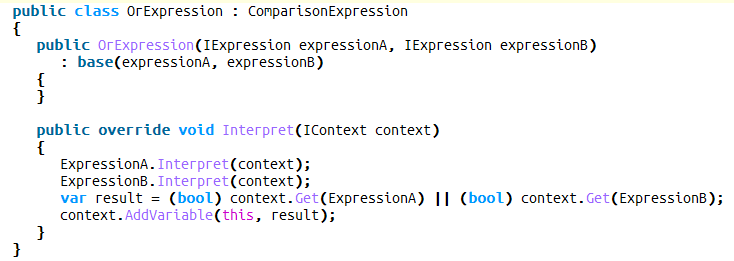 public class OrExpression : ComparisonExpression
{
    public OrExpression(IExpression expressionA, IExpression expressionB)
        : base(expressionA, expressionB)
    {
    }

    public override void Interpret(IContext context)
    {
        ExpressionA.Interpret(context);
        ExpressionB.Interpret(context);
        var result = (bool) context.Get(ExpressionA) || (bool) context.Get(ExpressionB);
        context.AddVariable(this, result);
    }
}